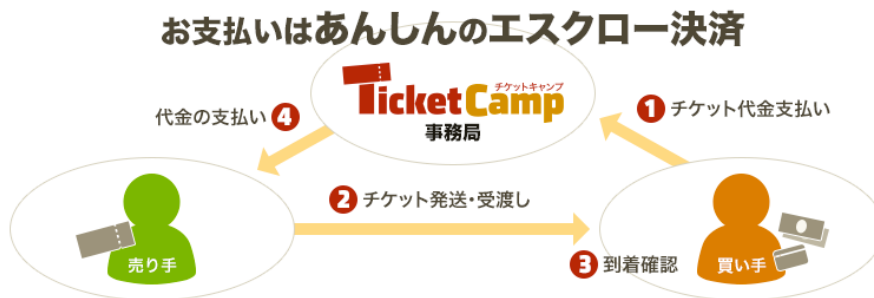 お支払いはあんしんのエスクロー決済
チケットキャンプ
TicketCamp
事務局
代金の支払い 4
1 チケット代金支払い
2 チケット発送・受渡し
3 到着確認
売り手
買い手